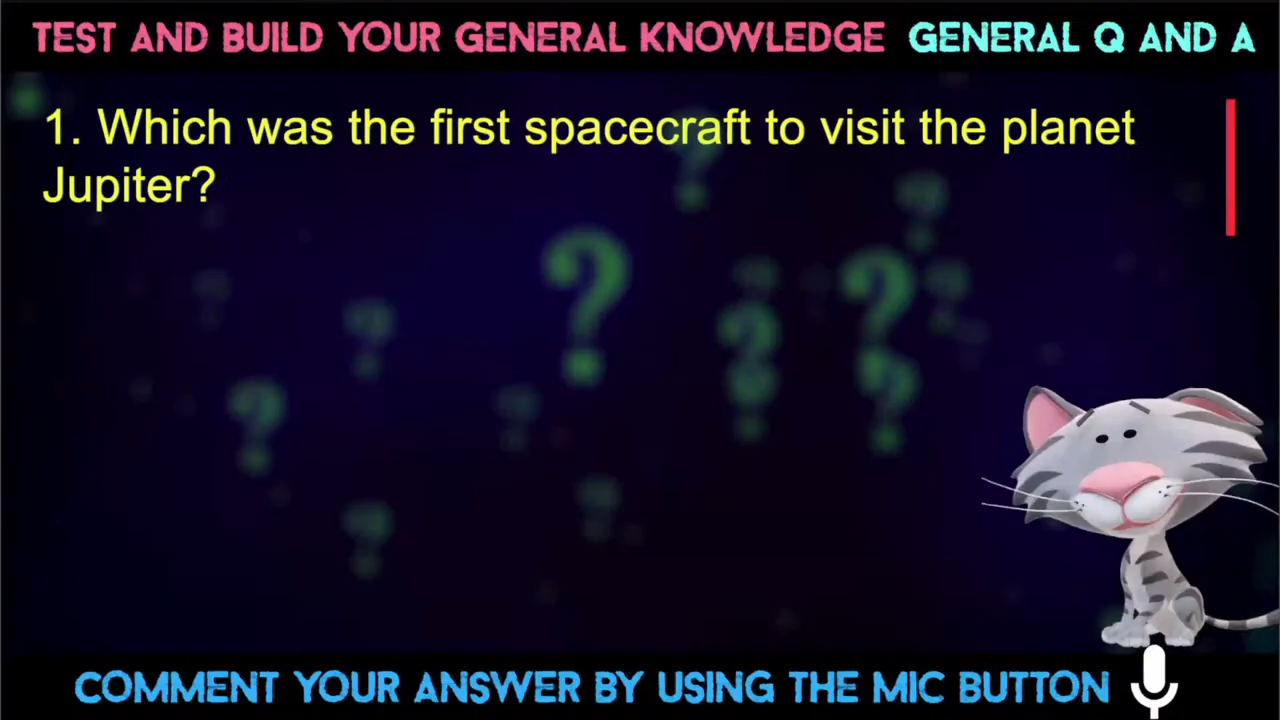 TEST AND BUILD YOUR GENERAL KNOWLEDGE GENERAL Q AND A
1. Which was the first spacecraft to visit the planet
Jupiter?
COMMENT YOUR ANSWER BY USING THE MIC BUTTON